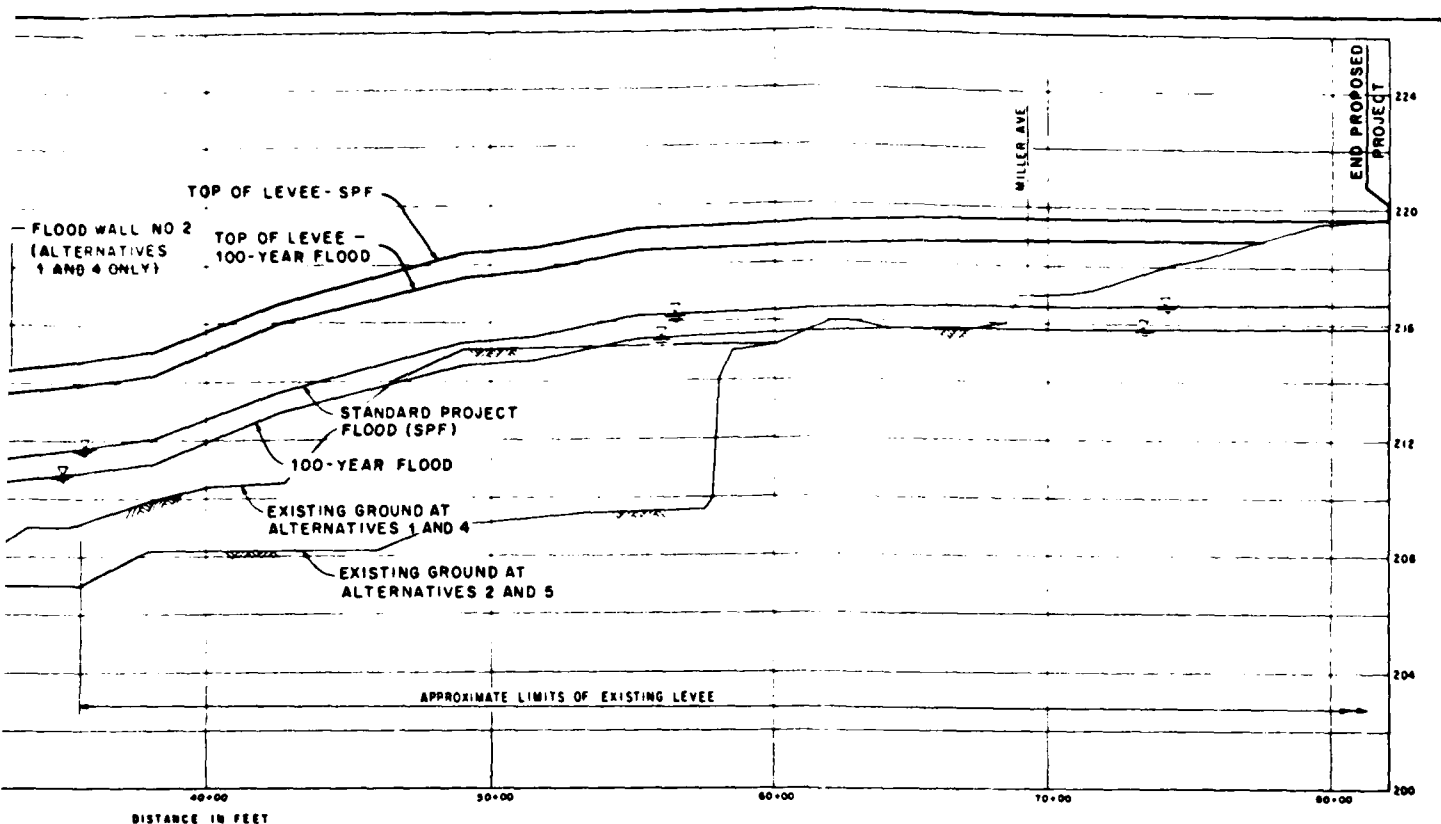 END PROPOSED
PROJECT
224
MILLER AVE
TOP OF LEVEE - SPF
220
FLOOD WALL NO 2
(ALTERNATIVES
1 AND 4 ONLY)
TOP OF LEVEE -
100-YEAR FLOOD
216
STANDARD PROJECT
FLOOD (SPF)
212
100-YEAR FLOOD
EXISTING GROUND AT
ALTERNATIVES 1 AND 4
208
EXISTING GROUND AT
ALTERNATIVES 2 AND 5
204
APPROXIMATE LIMITS OF EXISTING LEVEE
200
40+00
50+00
60+00
70+00
80+00
DISTANCE IN FEET